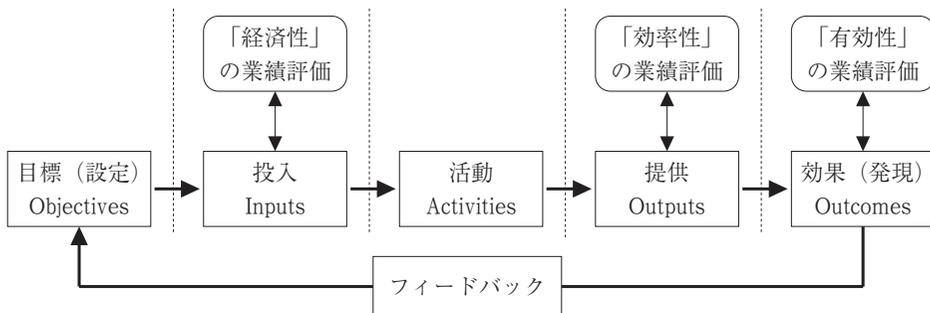 「経済性」
の業績評価
「効率性」
の業績評価
「有効性」
の業績評価
目標（設定）
Objectives
投入
Inputs
活動
Activities
提供
Outputs
効果（発現）
Outcomes
フィードバック